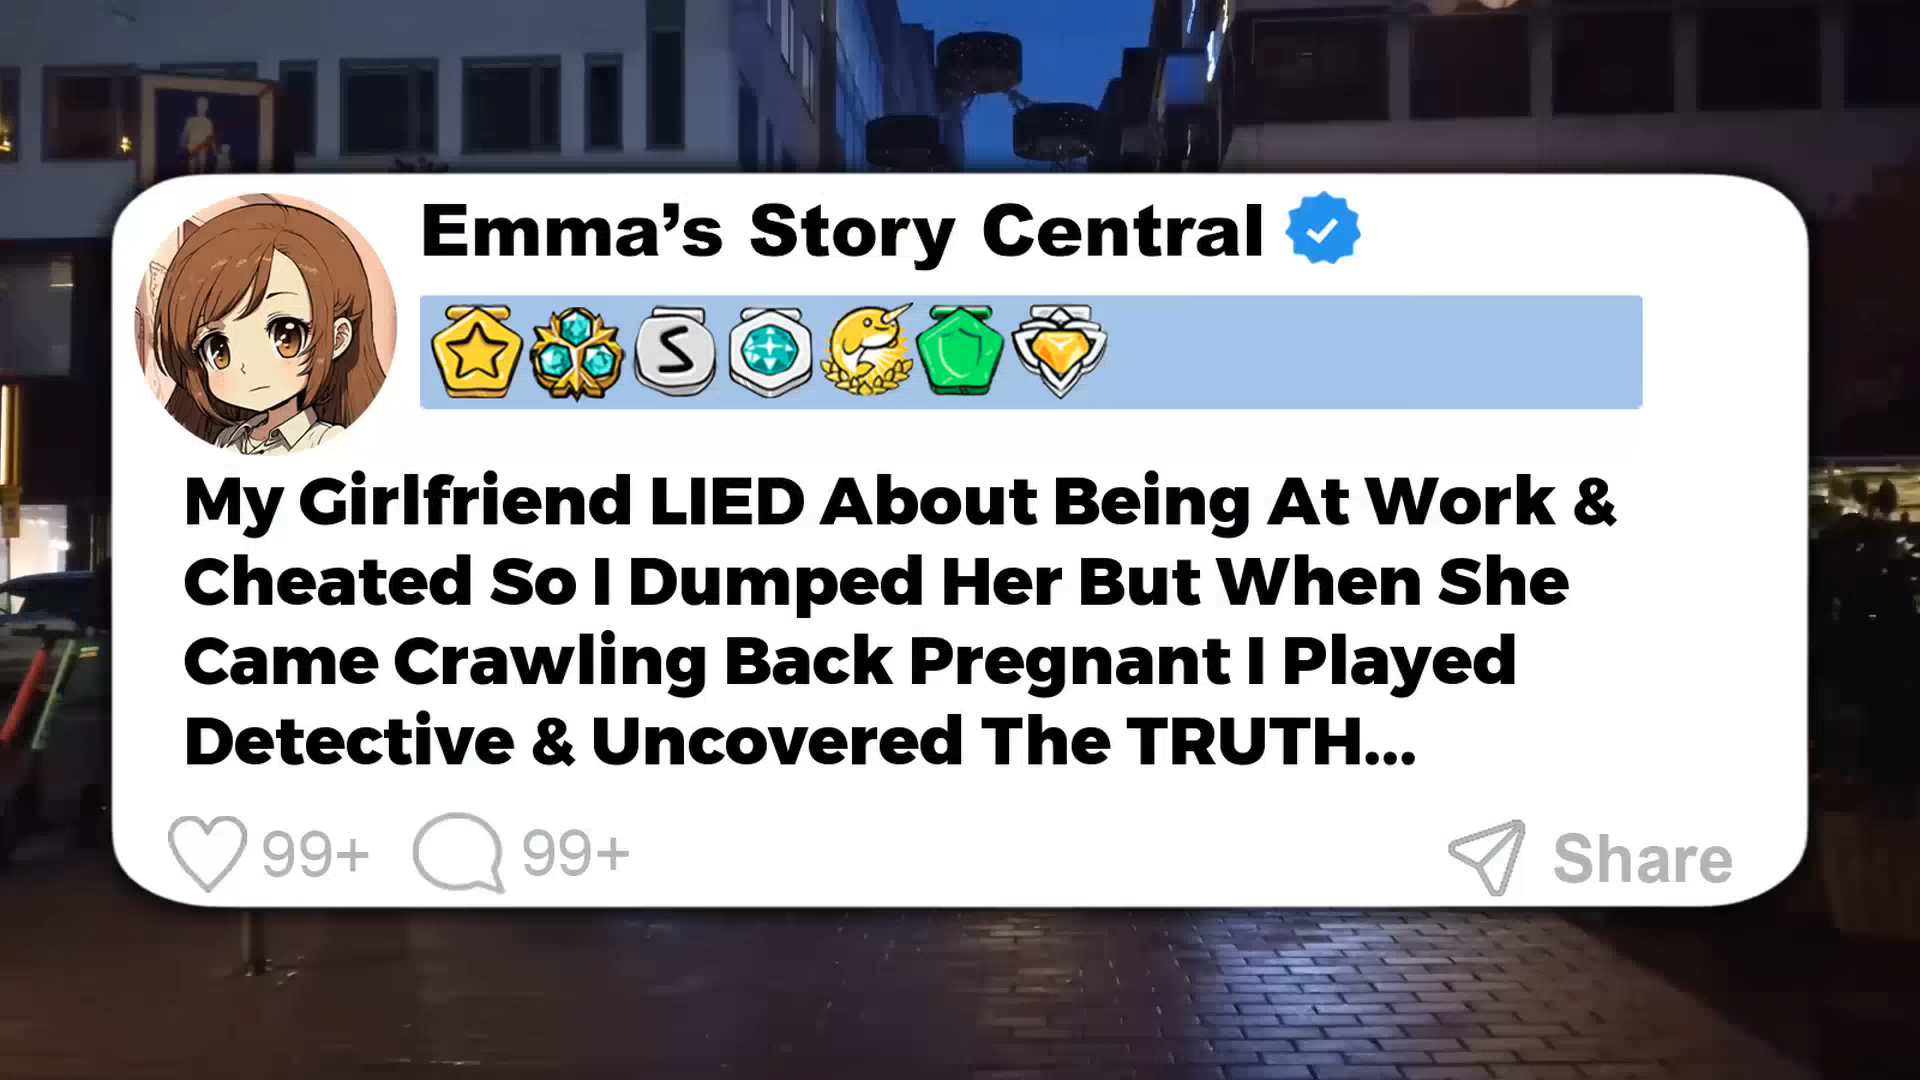 Emma’s Story Central
S
My Girlfriend LIED About Being At Work &
Cheated So I Dumped Her But When She
Came Crawling Back Pregnant I Played
Detective & Uncovered The TRUTH...
99+ 99+ Share